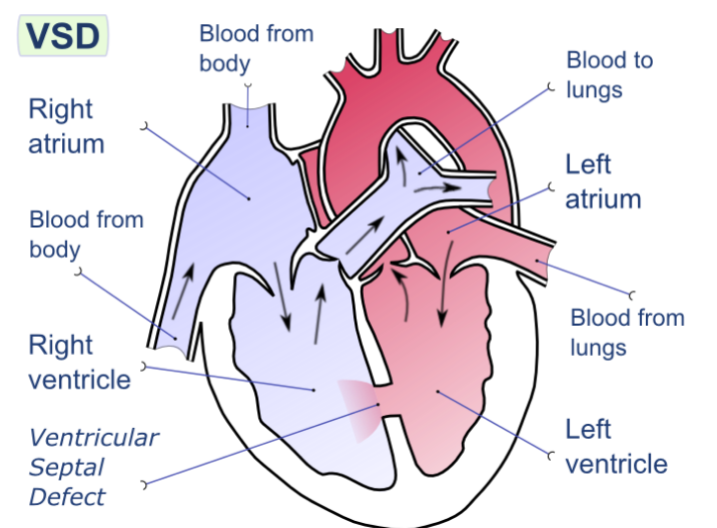 VSD
Blood from
body
Blood to
lungs
Right
atrium
Left
atrium
Blood from
body
Blood from
lungs
Right
ventricle
Left
ventricle
Ventricular
Septal
Defect